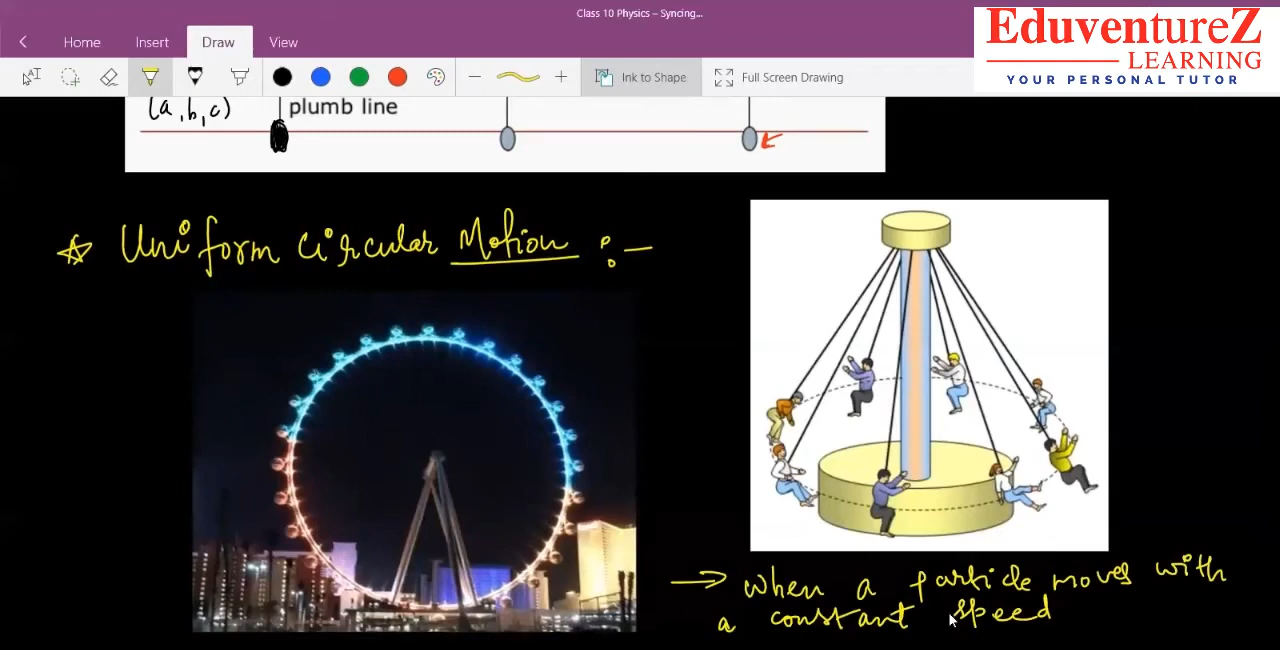 Class 10 Physics – Syncing...
EduventureZ
LEARNING
YOUR PERSONAL TUTOR
Home Insert Draw View
Ink to Shape Full Screen Drawing
(a,b,c) plumb line
Uniform circular Motion :-
→ when a particle moves with
a constant speed